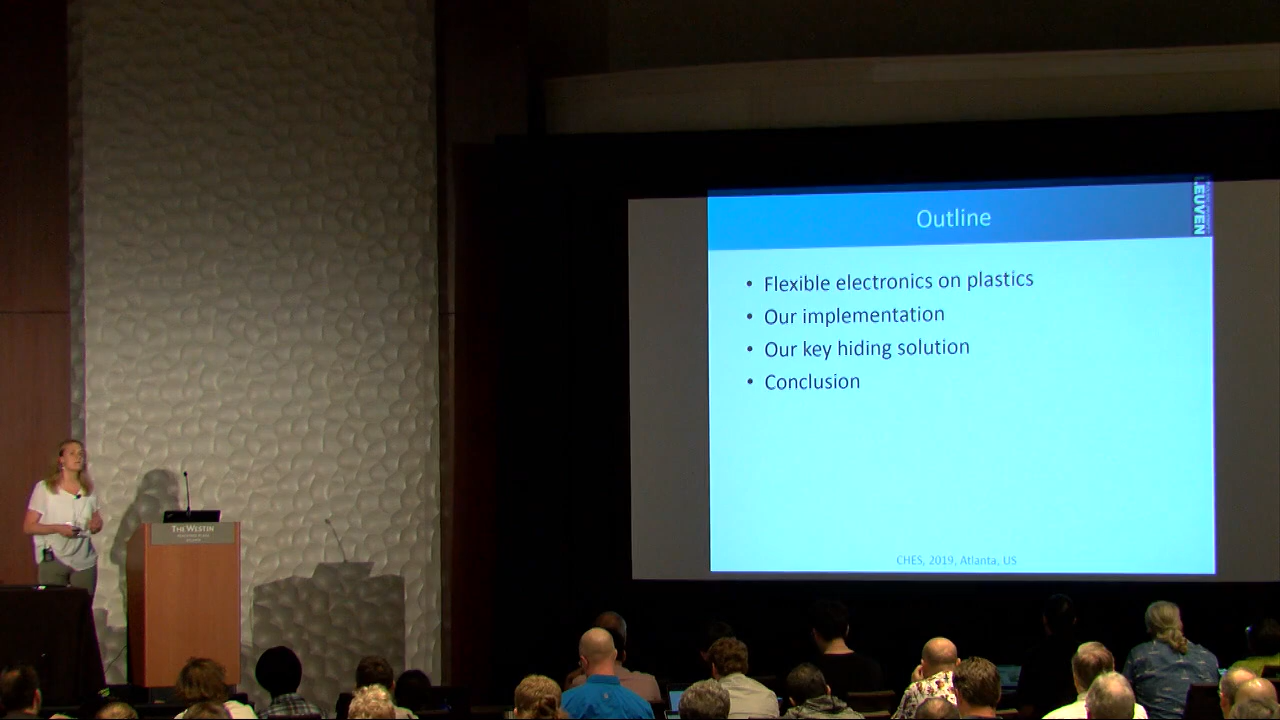 Outline
LEUVEN
• Flexible electronics on plastics
• Our implementation
• Our key hiding solution
• Conclusion
CHES, 2019, Atlanta, US
THE WESTIN